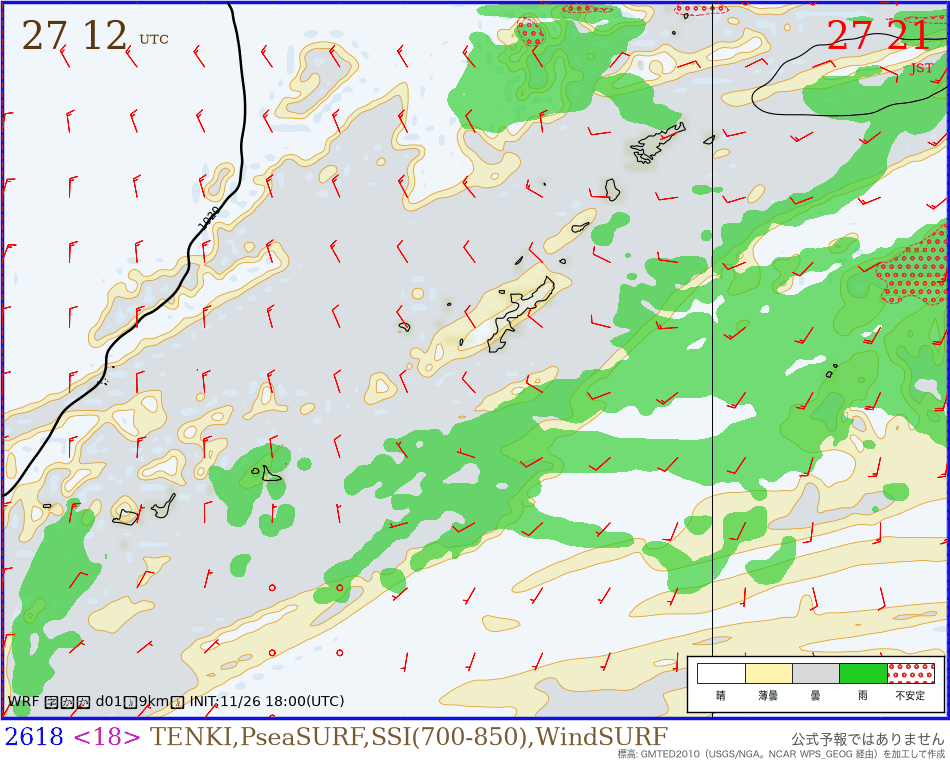 27 12 UTC
27 21
JST
1020
晴 薄曇 曇 雨 不安定
WRF d01 9km INIT:11/26 18:00(UTC)
2618 <18> TENKI,PseaSURF,SSI(700-850),WindSURF
公式予報ではありません
標高: GMTED2010（USGS/NGA。NCAR WPS_GEOG 経由）を加工して作成